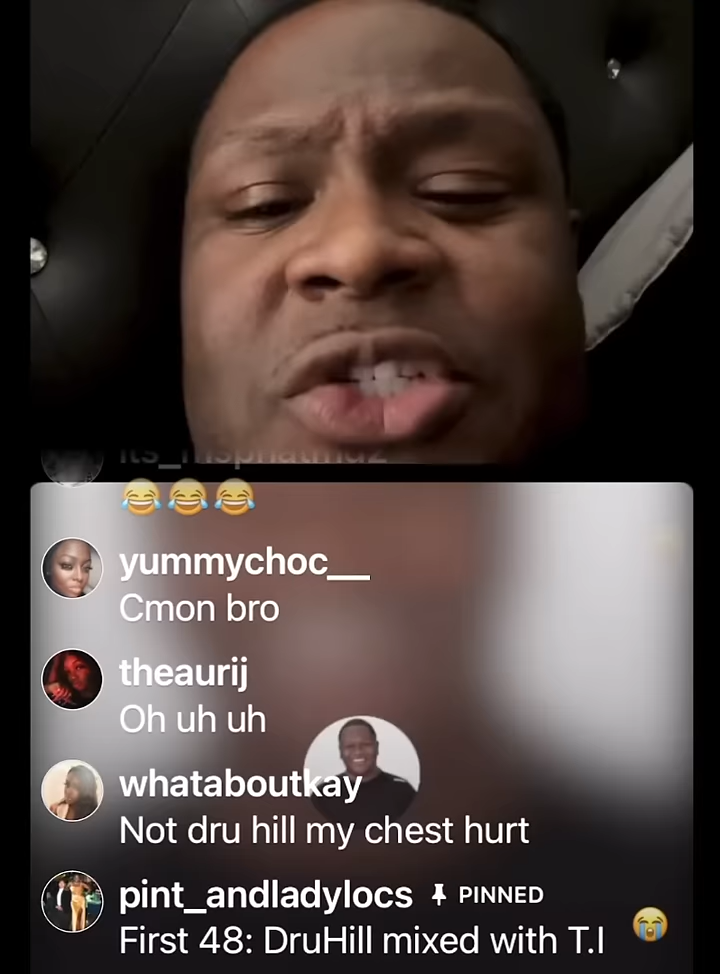 😂😂😂
yummychoc__
Cmon bro
theaurij
Oh uh uh
whataboutkay
Not dru hill my chest hurt
pint_andladylocs PINNED
First 48: DruHill mixed with T.I 😭